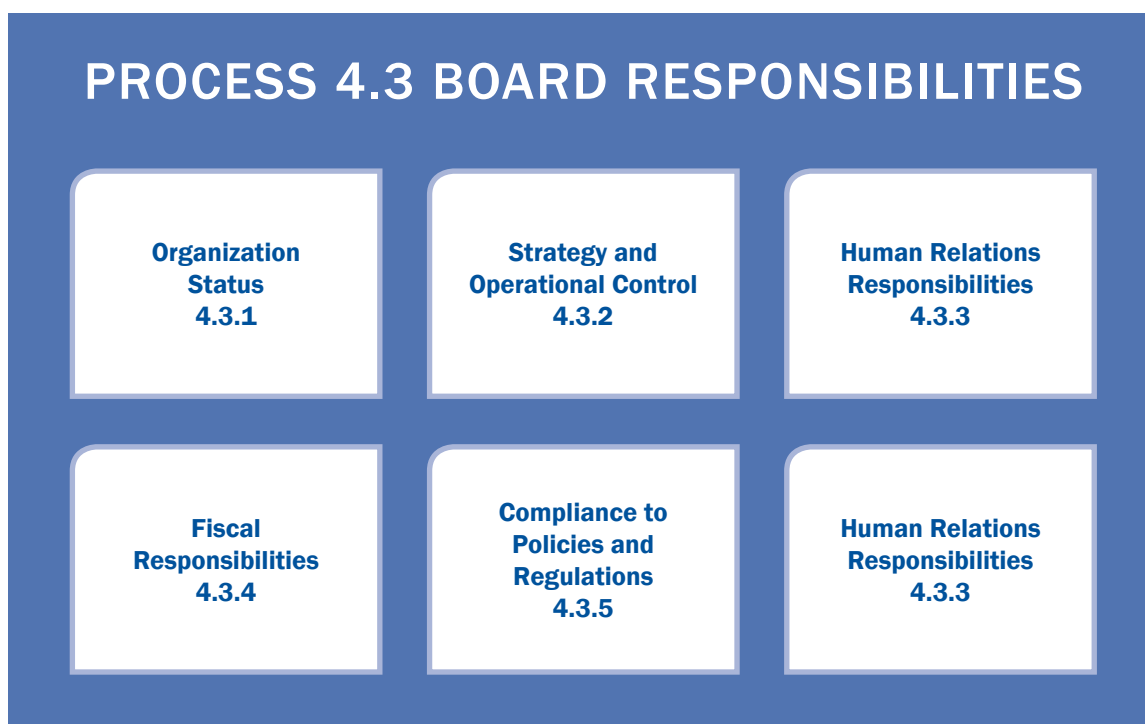 PROCESS 4.3 BOARD RESPONSIBILITIES
Organization
Status
4.3.1
Strategy and
Operational Control
4.3.2
Human Relations
Responsibilities
4.3.3
Fiscal
Responsibilities
4.3.4
Compliance to
Policies and
Regulations
4.3.5
Human Relations
Responsibilities
4.3.3